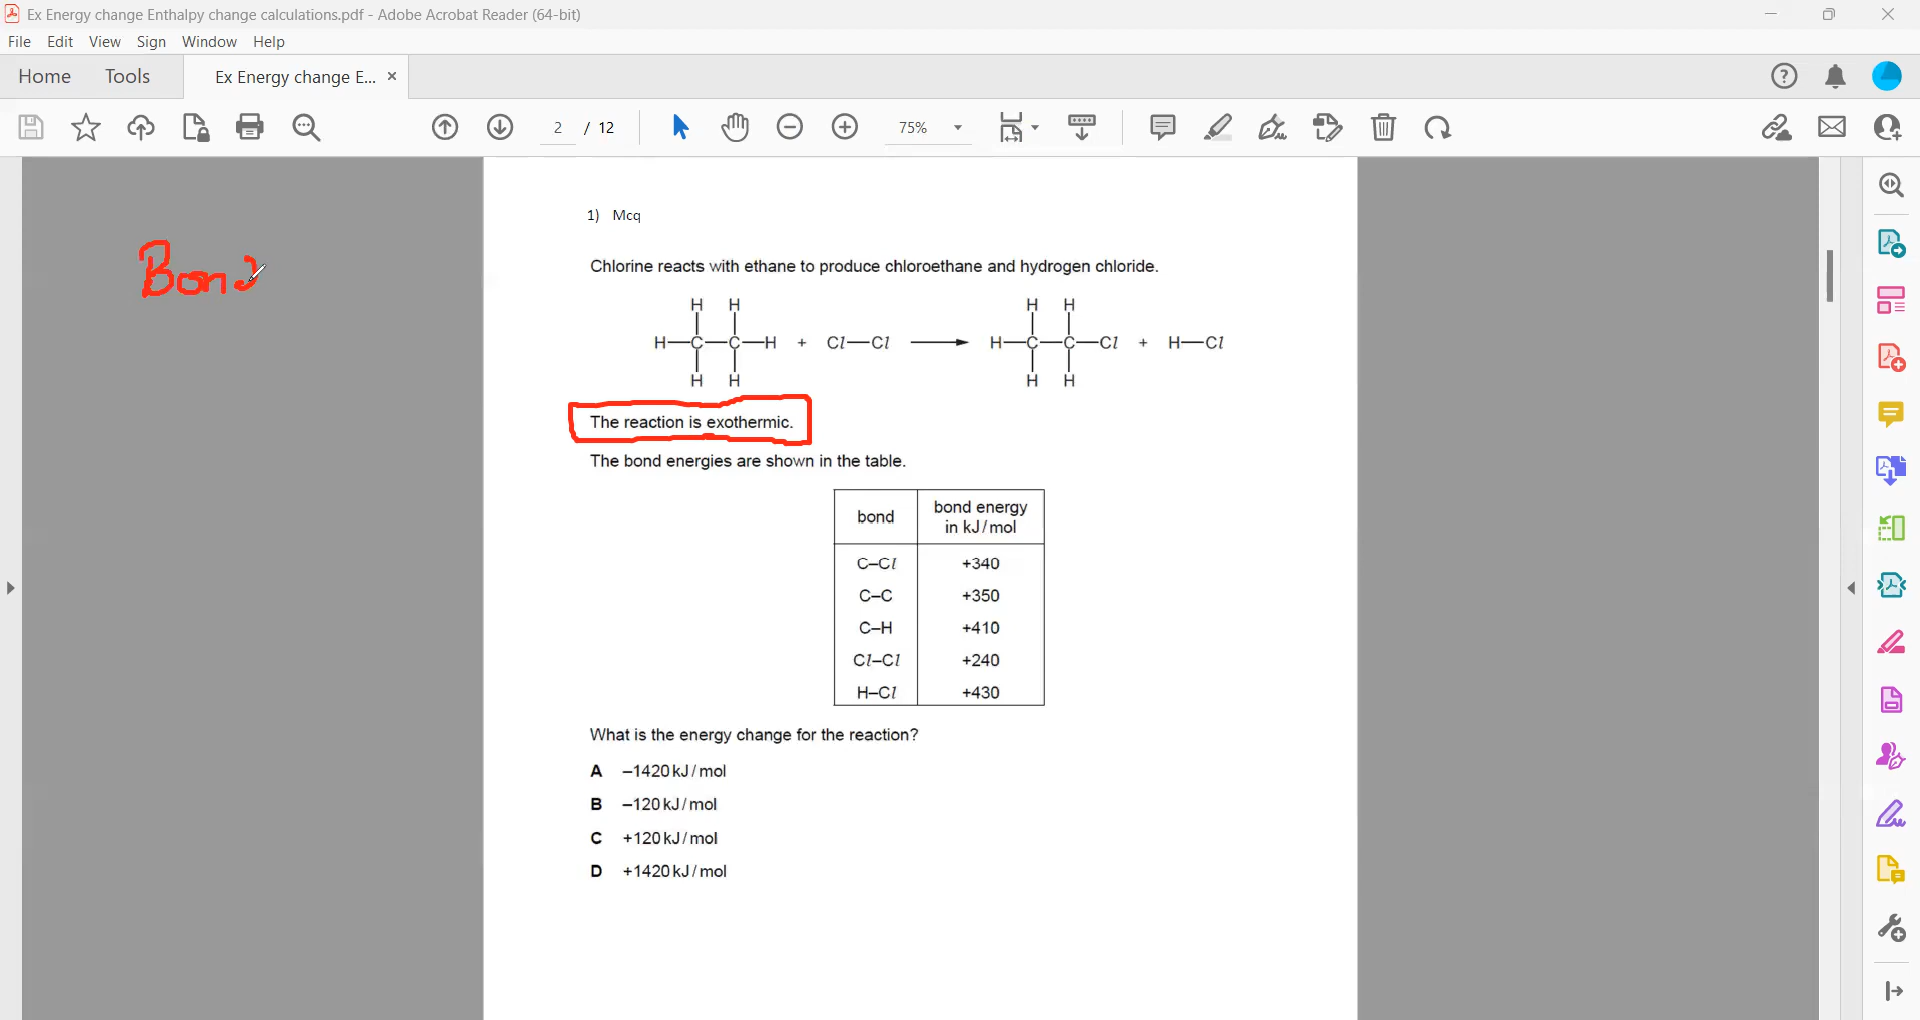 Ex Energy change Enthalpy change calculations.pdf - Adobe Acrobat Reader (64-bit)
File Edit View Sign Window Help
Home Tools Ex Energy change E... ×
2 / 12 75%
1) Mcq
Bon
Chlorine reacts with ethane to produce chloroethane and hydrogen chloride.
H H H H
H—C—C—H + Cl—Cl ⟶ H—C—C—Cl + H—Cl
H H H H
The reaction is exothermic.
The bond energies are shown in the table.
bond bond energy
in kJ/mol
C–Cl +340
C–C +350
C–H +410
Cl–Cl +240
H–Cl +430
What is the energy change for the reaction?
A –1420 kJ/mol
B –120 kJ/mol
C +120 kJ/mol
D +1420 kJ/mol